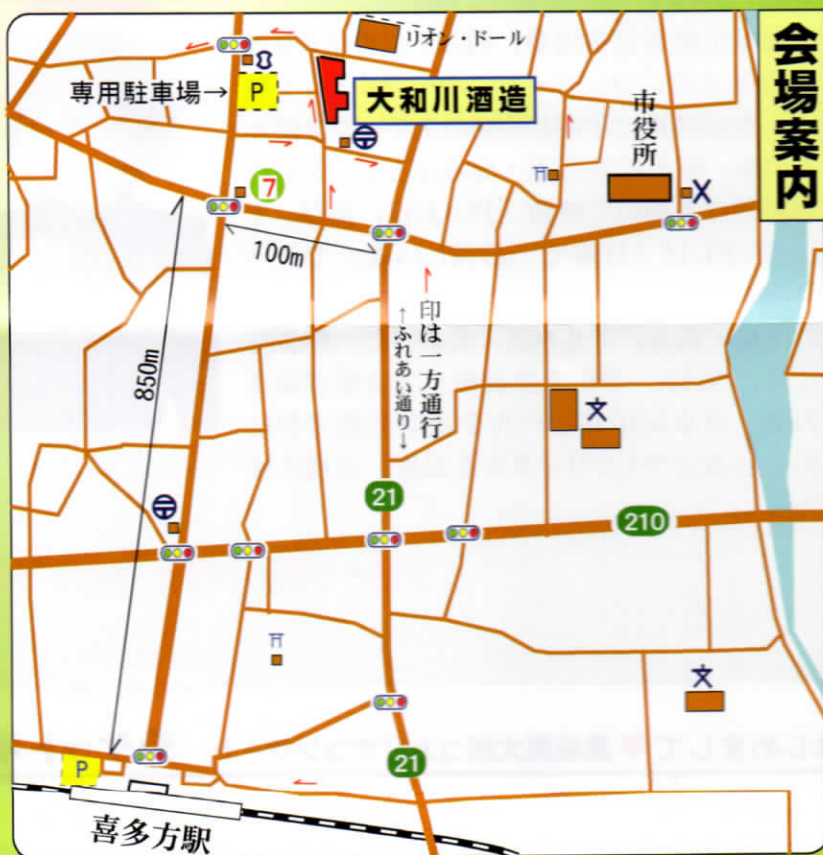 会場案内
リオン・ドール
専用駐車場→
P
大和川酒造
市役所
7
100m
→印は一方通行
←ふれあい通り→
850m
21
210
21
P
喜多方駅